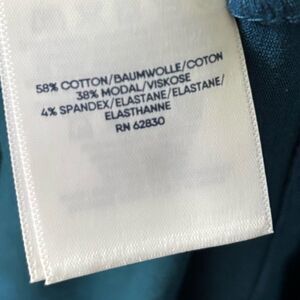 58% COTTON/BAUMWOLLE/COTON
38% MODAL/VISKOSE
4% SPANDEX/ELASTANE/ELASTANE/
ELASTHANNE
RN 62830